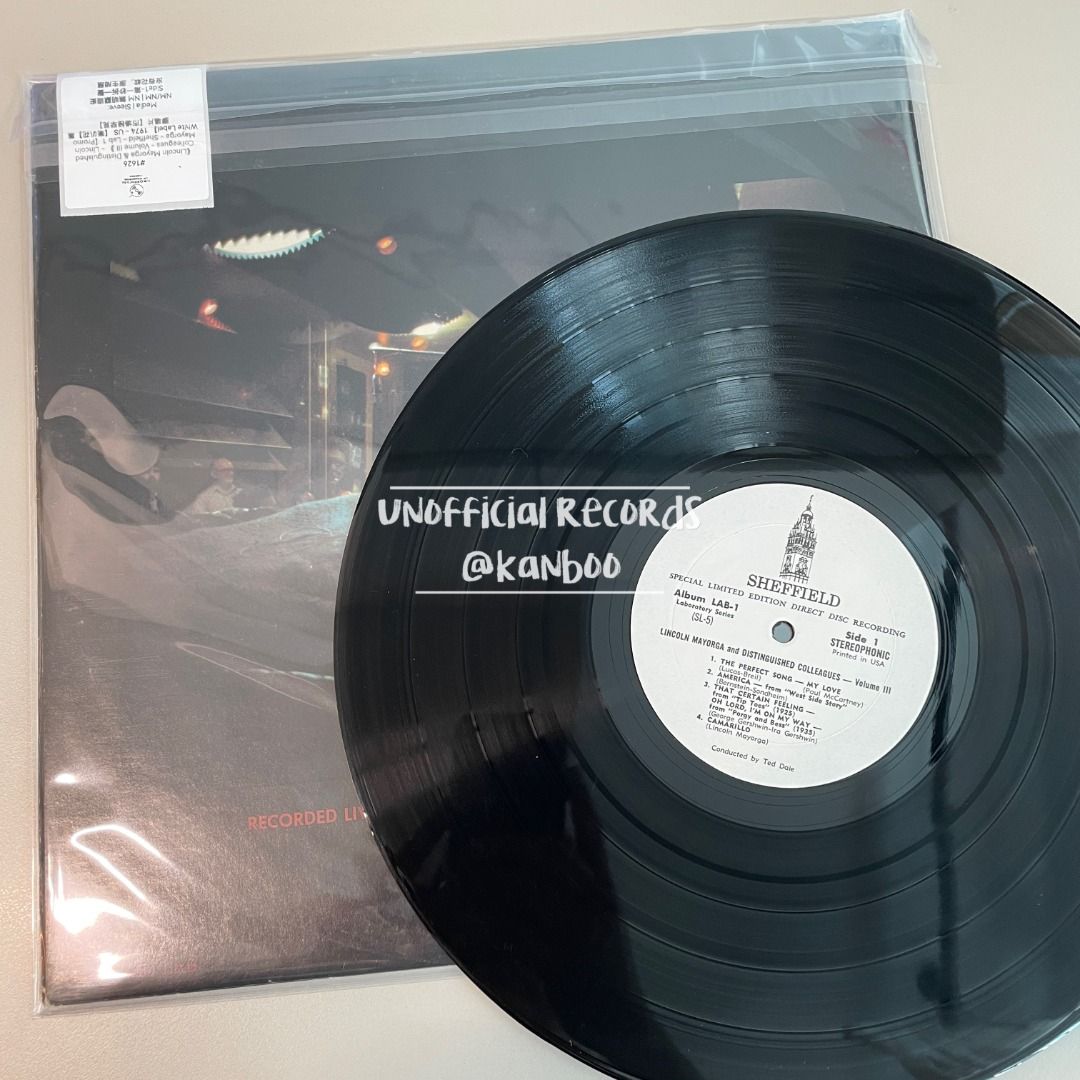 #1626
《Lincoln Mayorga & Distinguished
Colleagues - Volume III 》 - Lincoln
Mayorga - Sheffield - Lab 1【Promo
White Label】1974 - US -
Media | Sleeve:
NM/NM | NM
Side1-
RECORDED LIV
UNOFFICIAL RECORDS
@KANBOO
SHEFFIELD
SPECIAL LIMITED EDITION DIRECT DISC RECORDING
Album LAB-1
Laboratory Series
(SL-5)
Side 1
STEREOPHONIC
Printed in USA
LINCOLN MAYORGA and DISTINGUISHED COLLEAGUES — Volume III
1. THE PERFECT SONG — MY LOVE
(Lucas-Breil) (Paul McCartney)
2. AMERICA — from "West Side Story"
(Bernstein-Sondheim)
3. THAT CERTAIN FEELING —
from "Tip Toes" (1925)
OH LORD, I'M ON MY WAY —
from "Porgy and Bess" (1935)
(George Gershwin-Ira Gershwin)
4. CAMARILLO
(Lincoln Mayorga)
Conducted by Ted Dale